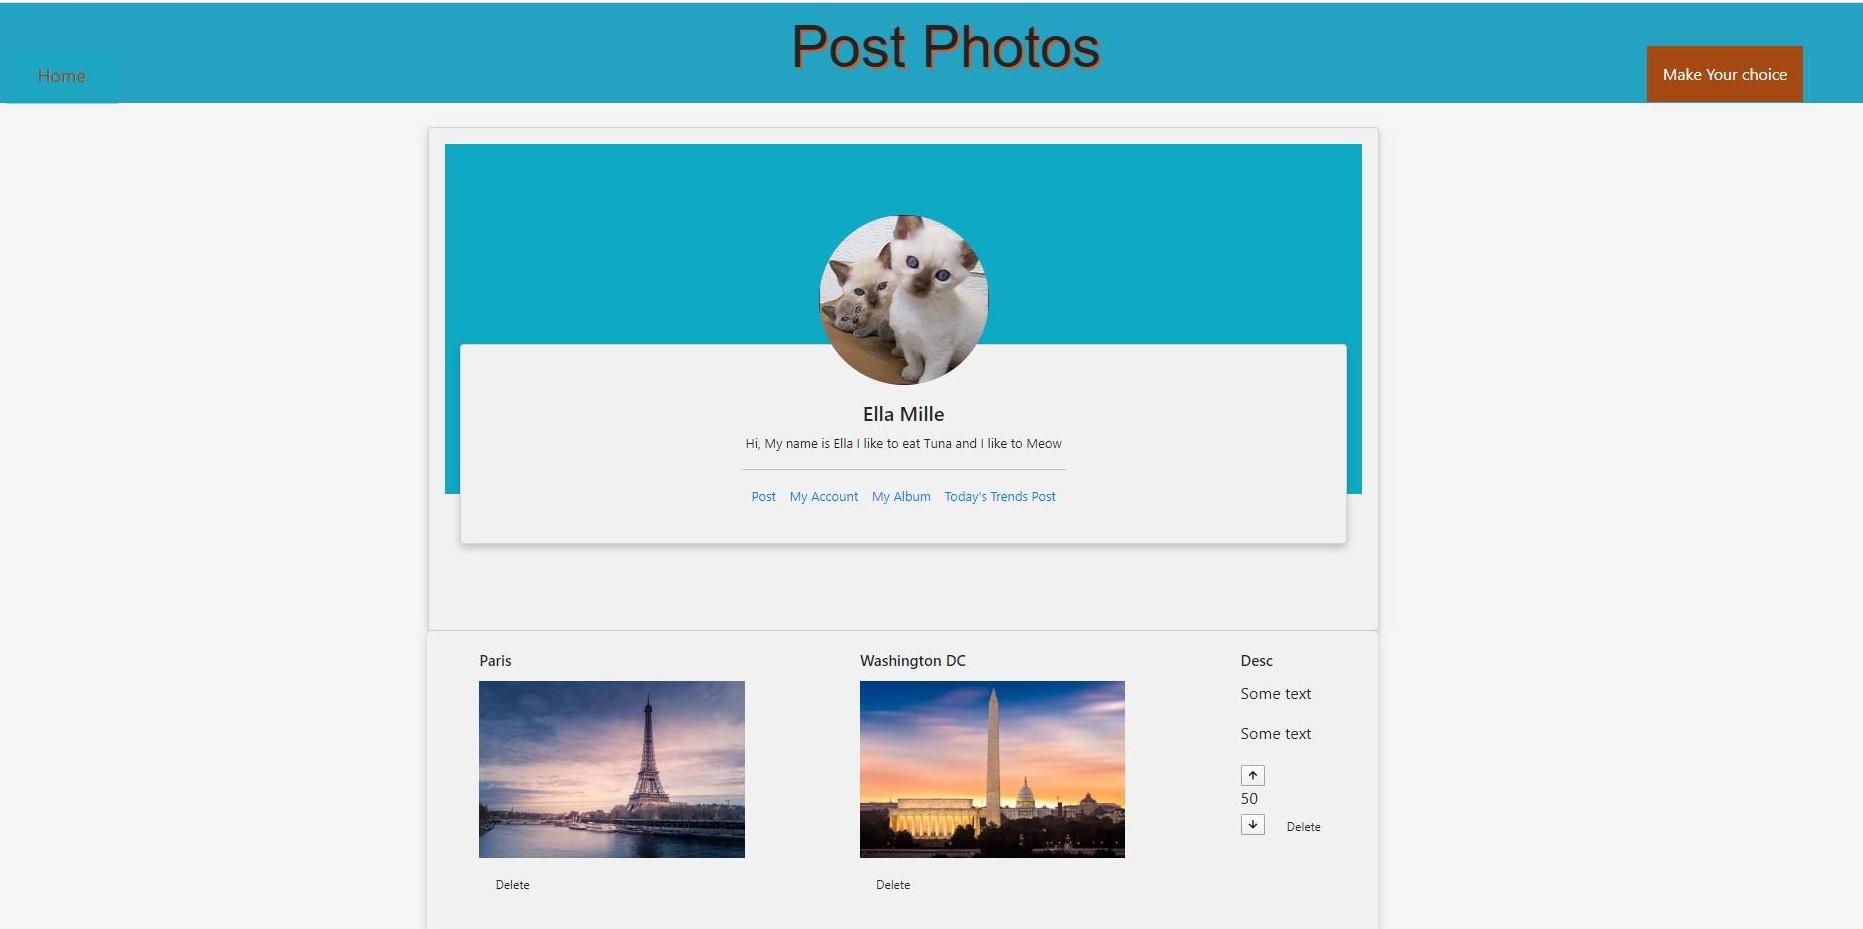 Post Photos
Home
Make Your choice
Ella Mille
Hi, My name is Ella I like to eat Tuna and I like to Meow
Post My Account My Album Today's Trends Post
Paris
Washington DC
Desc
Some text
Some text
50
Delete
Delete
Delete